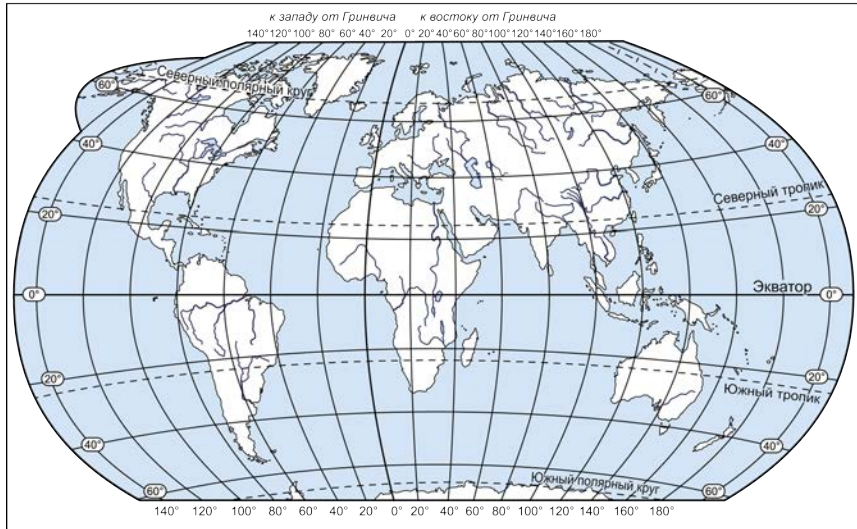 к западу от Гринвича к востоку от Гринвича
140° 120° 100° 80° 60° 40° 20° 0° 20° 40° 60° 80° 100° 120° 140° 160° 180°
Северный полярный круг
60° 60°
40° 40°
Северный тропик
20° 20°
Экватор
0° 0°
20° 20°
Южный тропик
40° 40°
Южный полярный круг
60° 60°
140° 120° 100° 80° 60° 40° 20° 0° 20° 40° 60° 80° 100° 120° 140° 160° 180°